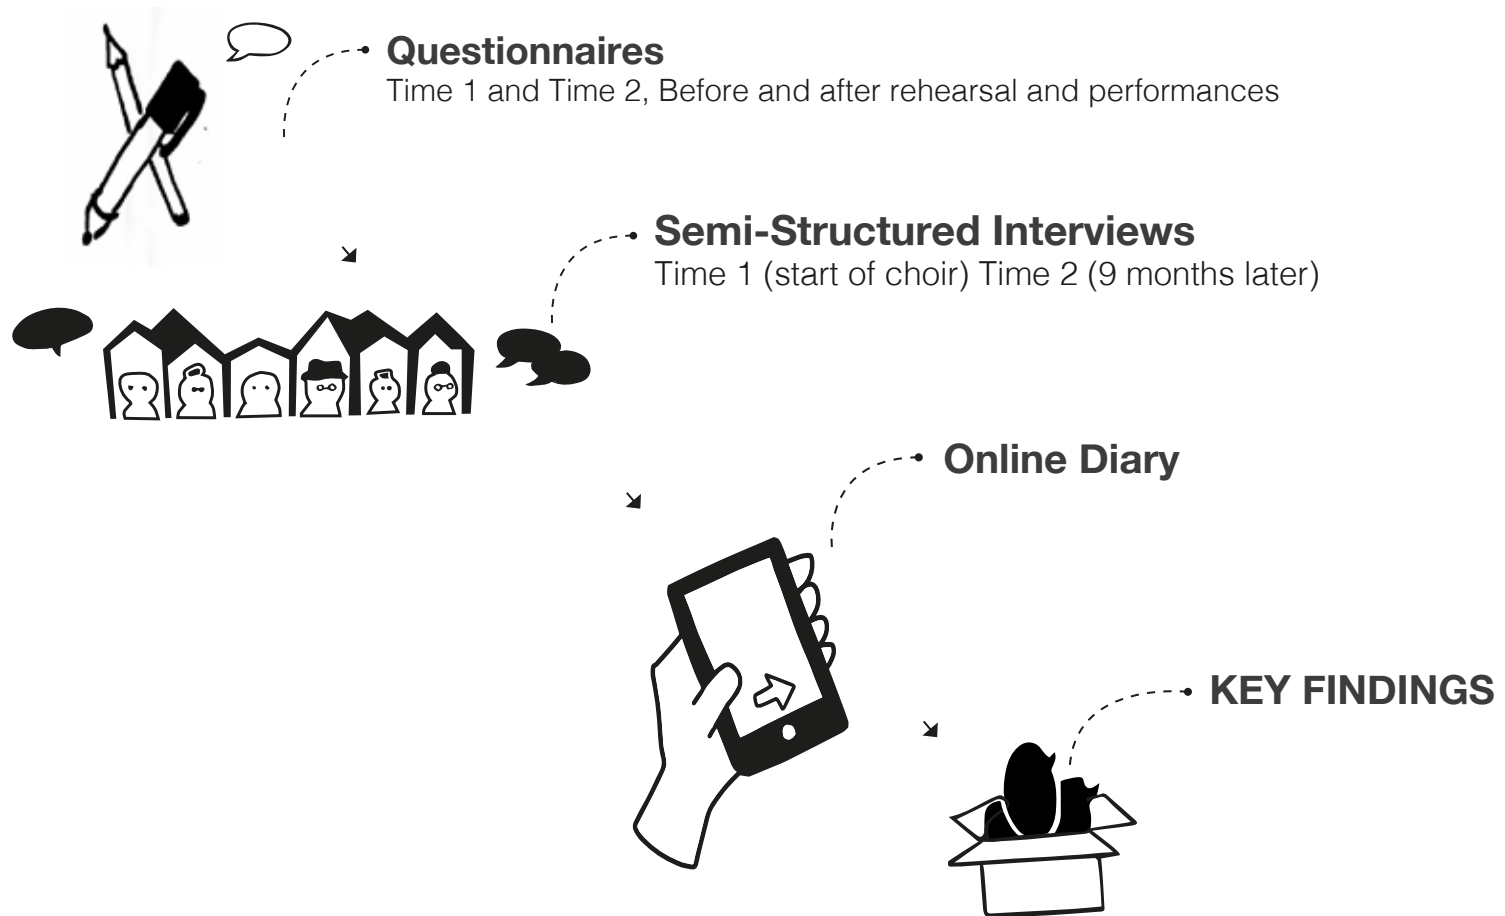 Questionnaires
Time 1 and Time 2, Before and after rehearsal and performances
Semi-Structured Interviews
Time 1 (start of choir) Time 2 (9 months later)
Online Diary
KEY FINDINGS